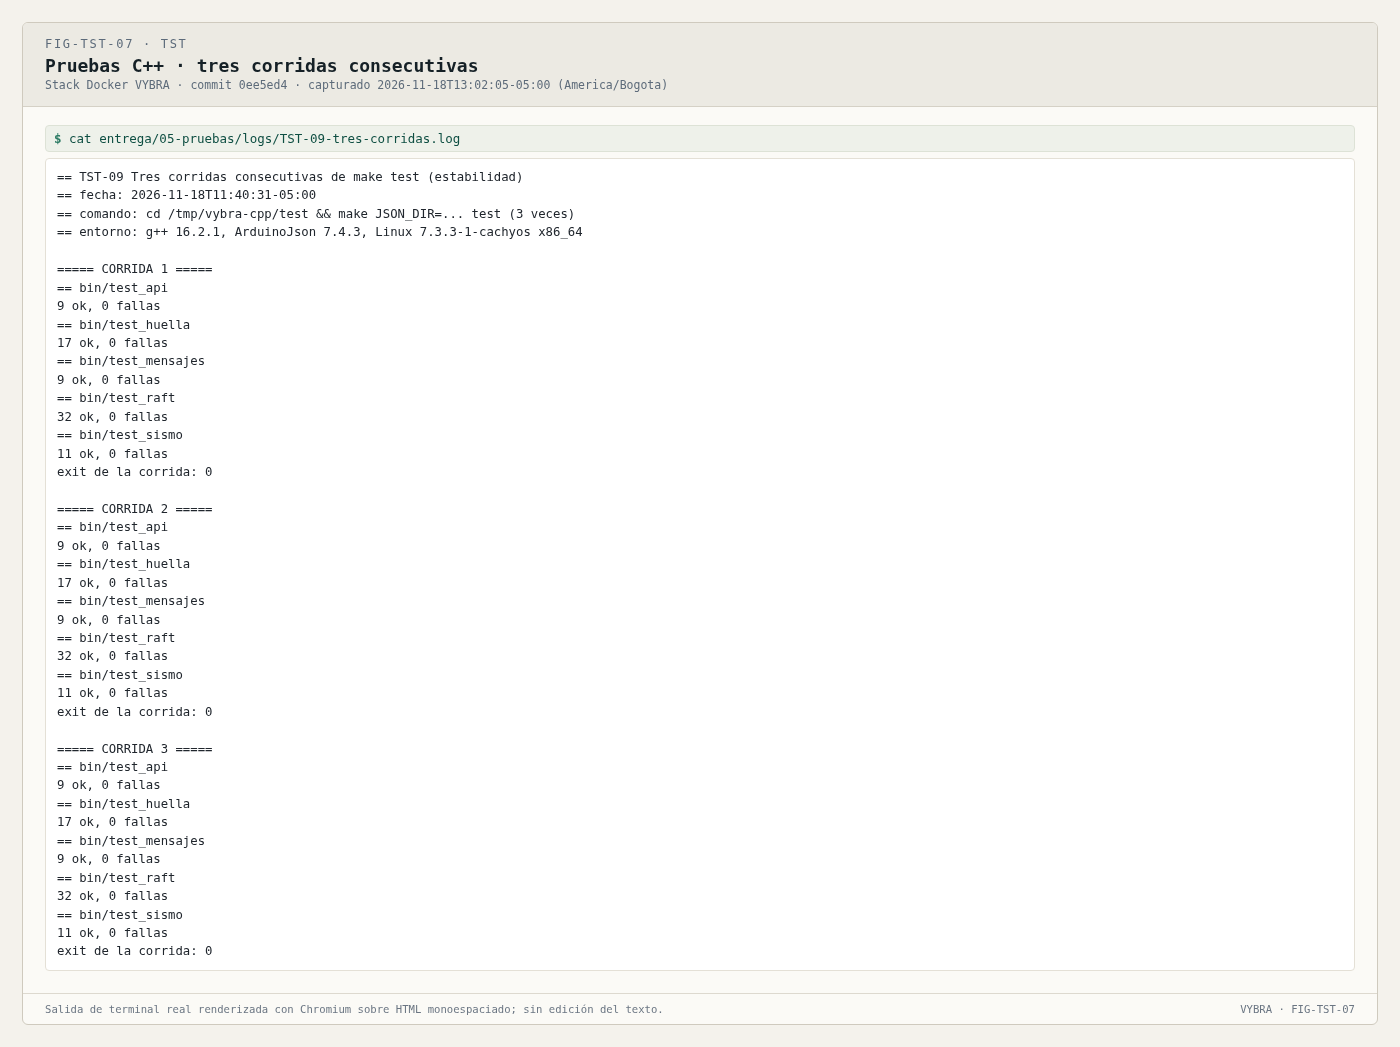 FIG-TST-07 · TST
Pruebas C++ · tres corridas consecutivas
Stack Docker VYBRA · commit 0ee5ed4 · capturado 2026-11-18T13:02:05-05:00 (America/Bogota)
$ cat entrega/05-pruebas/logs/TST-09-tres-corridas.log
== TST-09 Tres corridas consecutivas de make test (estabilidad)
== fecha: 2026-11-18T11:40:31-05:00
== comando: cd /tmp/vybra-cpp/test && make JSON_DIR=... test (3 veces)
== entorno: g++ 16.2.1, ArduinoJson 7.4.3, Linux 7.3.3-1-cachyos x86_64
===== CORRIDA 1 =====
== bin/test_api
9 ok, 0 fallas
== bin/test_huella
17 ok, 0 fallas
== bin/test_mensajes
9 ok, 0 fallas
== bin/test_raft
32 ok, 0 fallas
== bin/test_sismo
11 ok, 0 fallas
exit de la corrida: 0
===== CORRIDA 2 =====
== bin/test_api
9 ok, 0 fallas
== bin/test_huella
17 ok, 0 fallas
== bin/test_mensajes
9 ok, 0 fallas
== bin/test_raft
32 ok, 0 fallas
== bin/test_sismo
11 ok, 0 fallas
exit de la corrida: 0
===== CORRIDA 3 =====
== bin/test_api
9 ok, 0 fallas
== bin/test_huella
17 ok, 0 fallas
== bin/test_mensajes
9 ok, 0 fallas
== bin/test_raft
32 ok, 0 fallas
== bin/test_sismo
11 ok, 0 fallas
exit de la corrida: 0
Salida de terminal real renderizada con Chromium sobre HTML monoespaciado; sin edición del texto.
VYBRA · FIG-TST-07